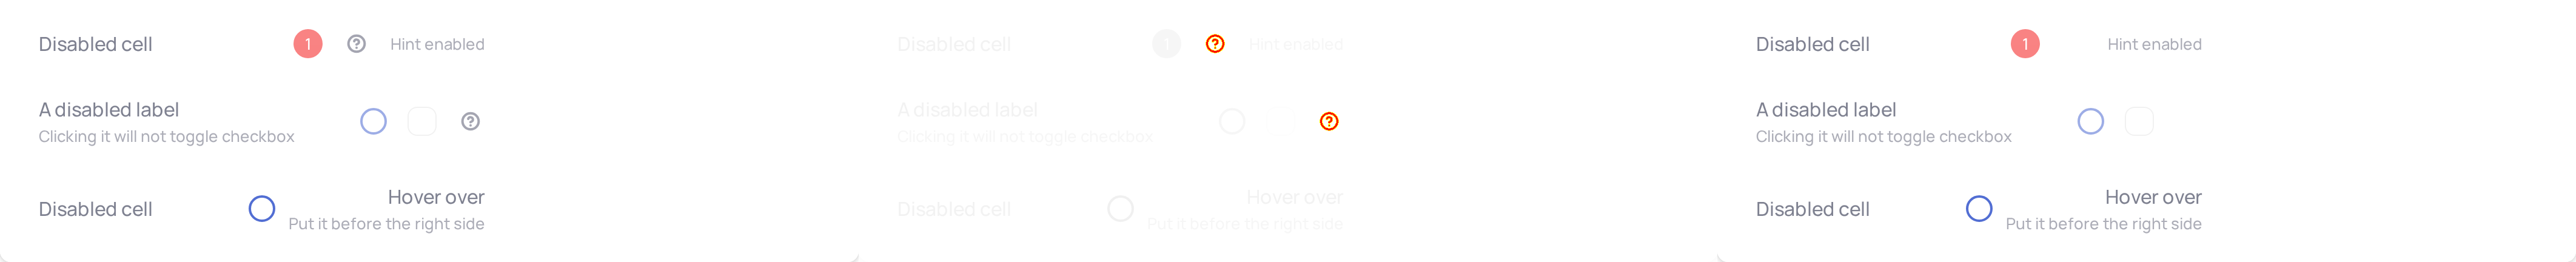 Disabled cell 1 ? Hint enabled
A disabled label
Clicking it will not toggle checkbox
?
Disabled cell
Hover over
Put it before the right side
Disabled cell 1 ? Hint enabled
A disabled label
Clicking it will not toggle checkbox
?
Disabled cell
Hover over
Put it before the right side
Disabled cell 1 Hint enabled
A disabled label
Clicking it will not toggle checkbox
Disabled cell
Hover over
Put it before the right side